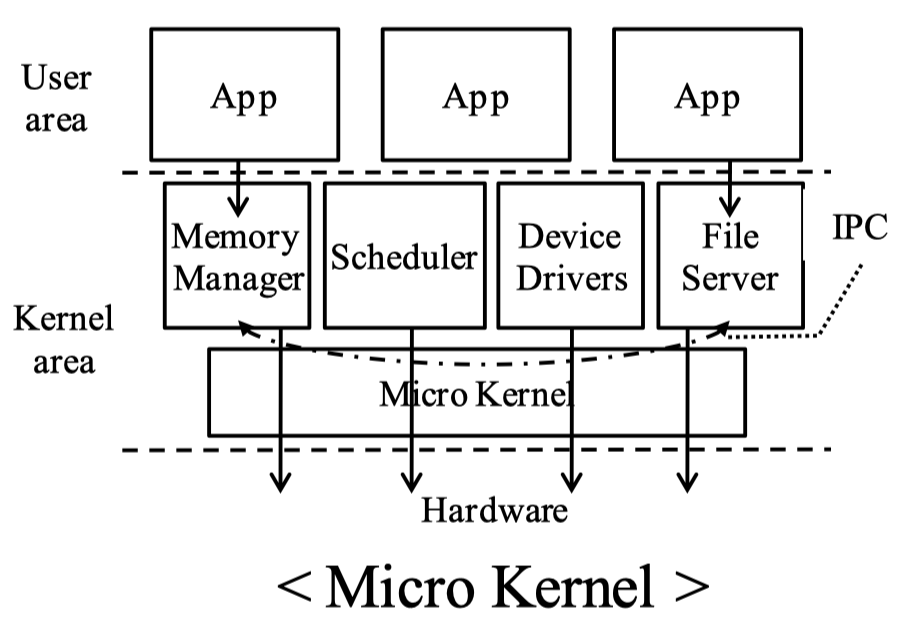 User
area
App
App
App
Memory
Manager
Scheduler
Device
Drivers
File
Server
IPC
Kernel
area
Micro Kernel
Hardware
< Micro Kernel >